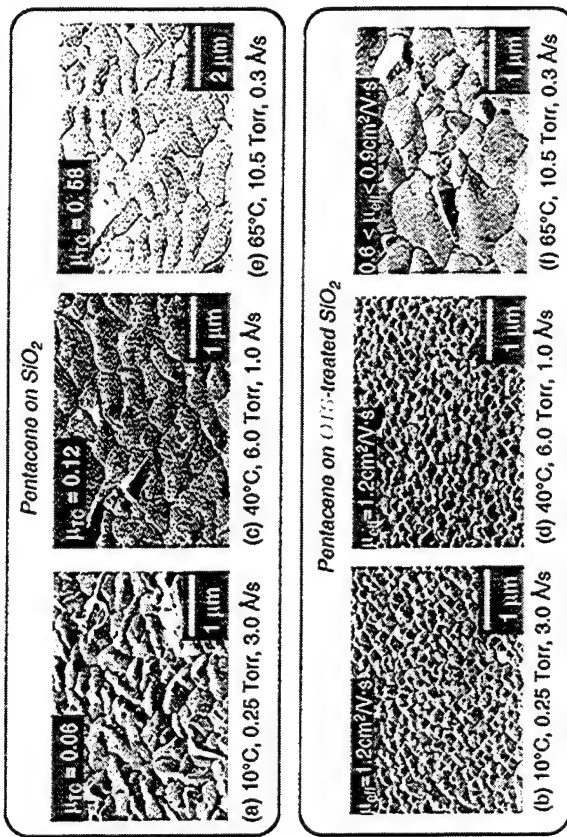 Pentacene on SiO₂
μTC = 0.06
1 μm
(a) 10°C, 0.25 Torr, 3.0 Å/s
μTC = 0.12
1 μm
(c) 40°C, 6.0 Torr, 1.0 Å/s
μTC = 0.58
2 μm
(e) 65°C, 10.5 Torr, 0.3 Å/s
Pentacene on OTS-treated SiO₂
μeff=1.2cm²/V·s
1 μm
(b) 10°C, 0.25 Torr, 3.0 Å/s
μeff=1.2cm²/V·s
1 μm
(d) 40°C, 6.0 Torr, 1.0 Å/s
0.6 < μeff < 0.9cm²/V·s
1 μm
(f) 65°C, 10.5 Torr, 0.3 Å/s